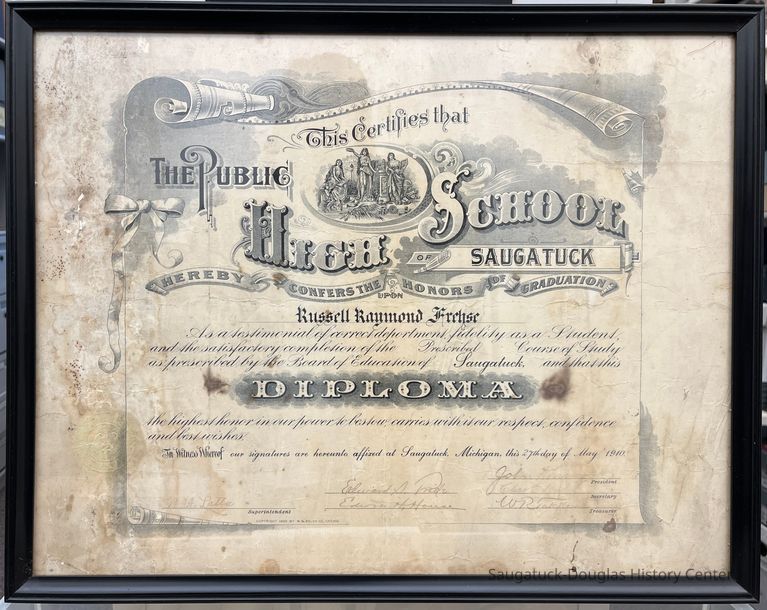 This Certifies that
THE PUBLIC
HIGH SCHOOL
OF SAUGATUCK
HEREBY CONFERS THE HONORS OF GRADUATION
UPON
Russell Raymond Frehse
As a testimonial of correct deportment, fidelity as a Student,
and the satisfactory completion of the Prescribed Course of Study
as prescribed by the Board of Education of Saugatuck, and that this
DIPLOMA
the highest honor in our power to bestow carries with it our respect, confidence
and best wishes.
In Witness Whereof our signatures are hereunto affixed at Saugatuck, Michigan, this 27th day of May 1910.
John
President
Edward
Secretary
Superintendent
Treasurer
Saugatuck-Douglas History Center